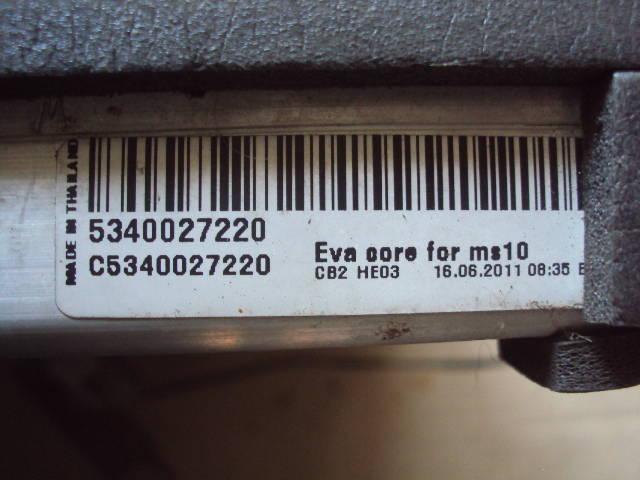 MADE IN THAILAND
5340027220
C5340027220
Eva core for ms10
CB2 HE03 16.06.2011 08:35